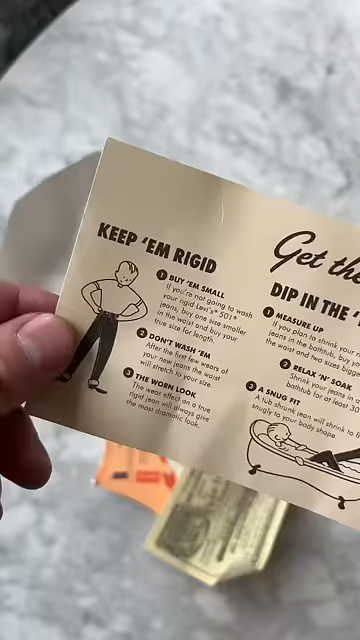 KEEP 'EM RIGID
1 BUY 'EM SMALL
If you're not going to wash
your rigid Levi's® 501®
jeans, buy one size smaller
in the waist and buy your
true size for length.
2 DON'T WASH 'EM
After the first few wears of
your new jeans the waist
will stretch to your size.
3 THE WORN LOOK
The wear effect on a true
rigid jean will always give
the most dramatic look.
Get the
DIP IN THE '
1 MEASURE UP
If you plan to shrink your
jeans in the bathtub, buy yo
the waist and two sizes bigge
2 RELAX 'N' SOAK
Shrink your jeans in a
bathtub for at least 3
3 A SNUG FIT
A tub shrunk jean will shrink to f
snugly to your body shape.